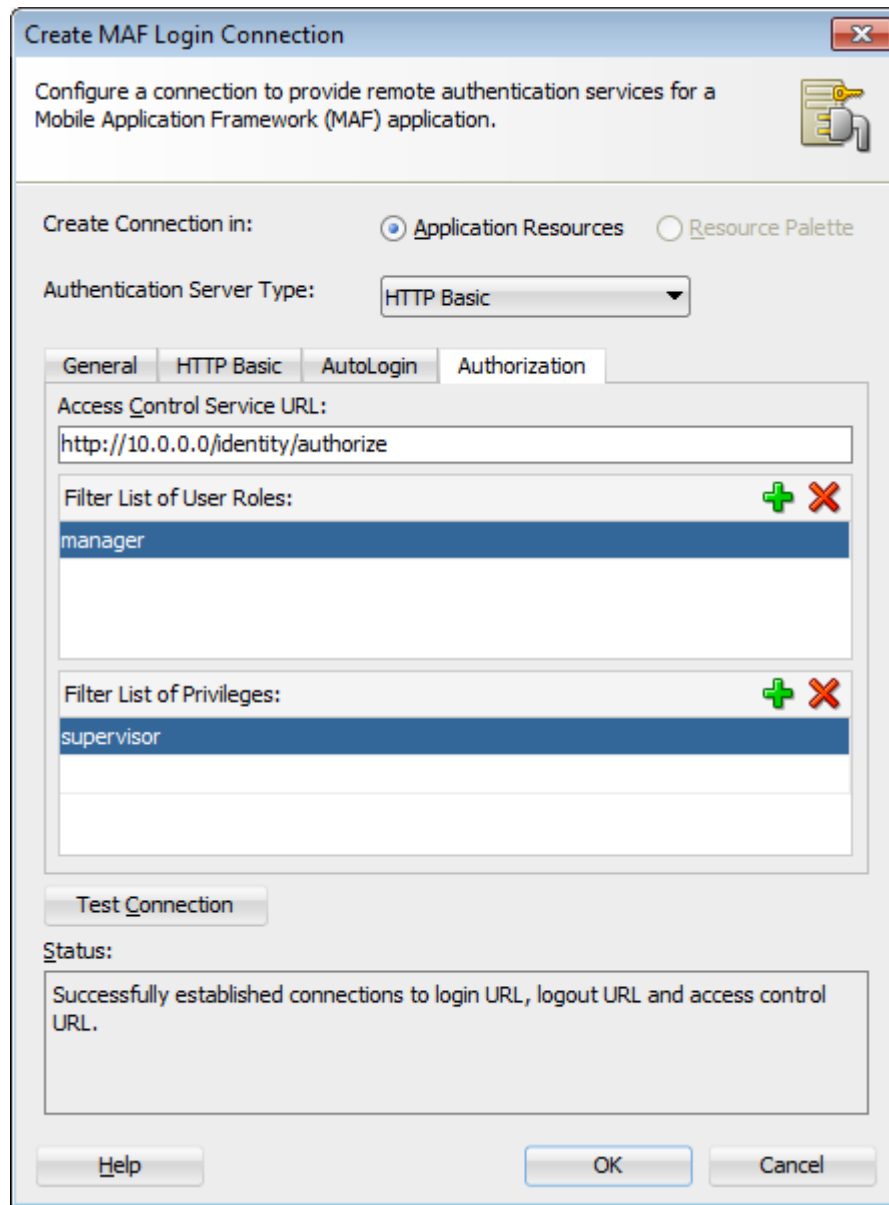 Create MAF Login Connection
Configure a connection to provide remote authentication services for a
Mobile Application Framework (MAF) application.
Create Connection in:
Application Resources
Resource Palette
Authentication Server Type:
HTTP Basic
General
HTTP Basic
AutoLogin
Authorization
Access Control Service URL:
http://10.0.0.0/identity/authorize
Filter List of User Roles:
manager
Filter List of Privileges:
supervisor
Test Connection
Status:
Successfully established connections to login URL, logout URL and access control
URL.
Help
OK
Cancel